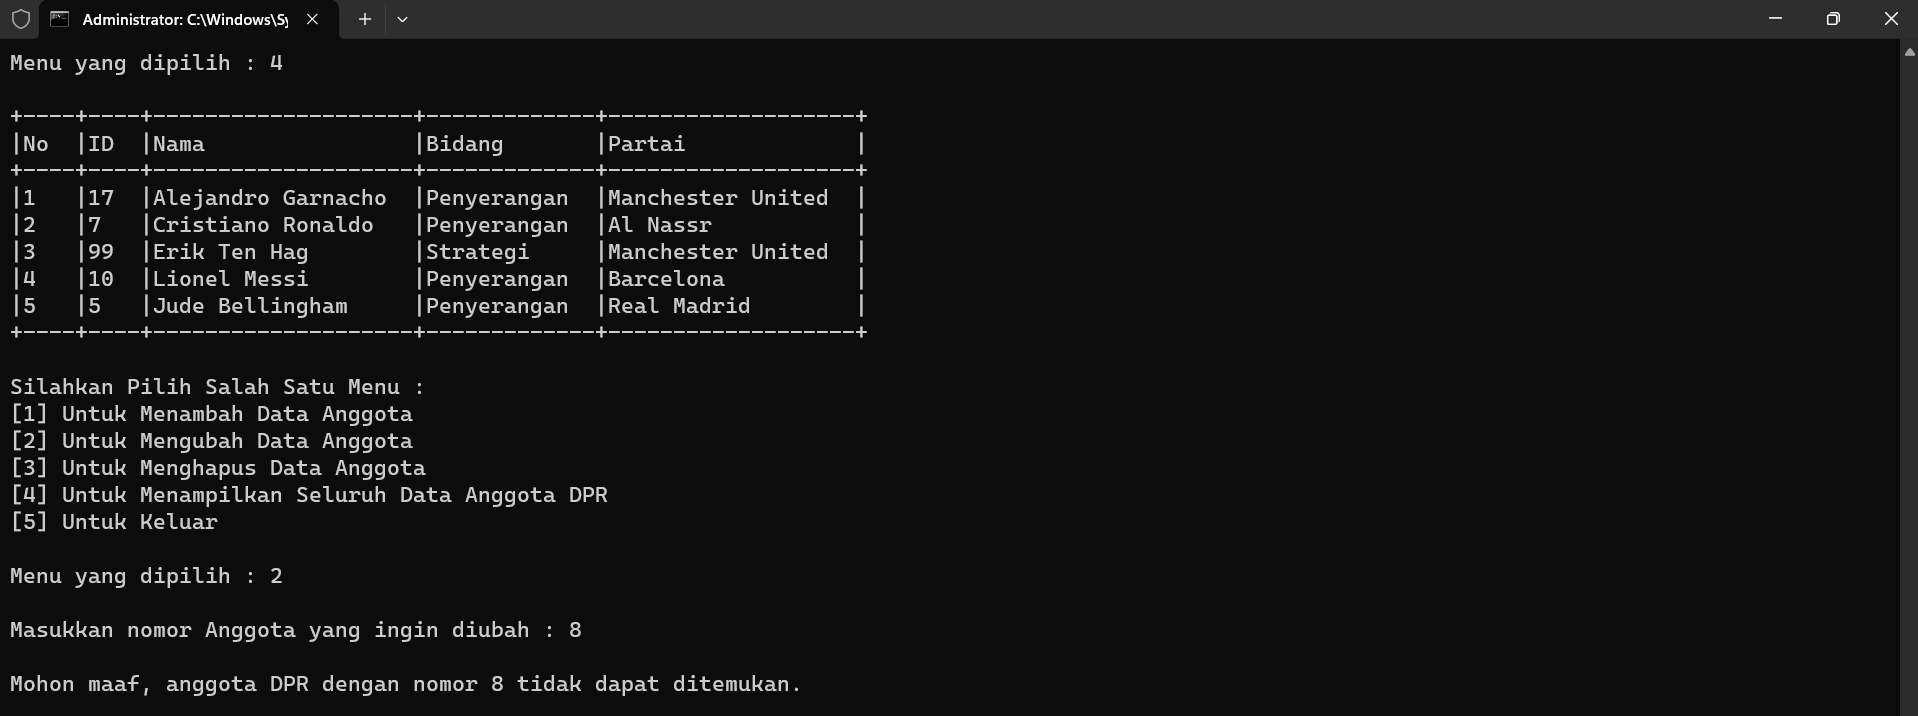 Administrator: C:\Windows\Sy
Menu yang dipilih : 4
+----+----+--------------------+-------------+-------------------+
|No  |ID  |Nama                |Bidang       |Partai             |
+----+----+--------------------+-------------+-------------------+
|1   |17  |Alejandro Garnacho  |Penyerangan  |Manchester United  |
|2   |7   |Cristiano Ronaldo   |Penyerangan  |Al Nassr           |
|3   |99  |Erik Ten Hag        |Strategi     |Manchester United  |
|4   |10  |Lionel Messi        |Penyerangan  |Barcelona          |
|5   |5   |Jude Bellingham     |Penyerangan  |Real Madrid        |
+----+----+--------------------+-------------+-------------------+
Silahkan Pilih Salah Satu Menu :
[1] Untuk Menambah Data Anggota
[2] Untuk Mengubah Data Anggota
[3] Untuk Menghapus Data Anggota
[4] Untuk Menampilkan Seluruh Data Anggota DPR
[5] Untuk Keluar
Menu yang dipilih : 2
Masukkan nomor Anggota yang ingin diubah : 8
Mohon maaf, anggota DPR dengan nomor 8 tidak dapat ditemukan.